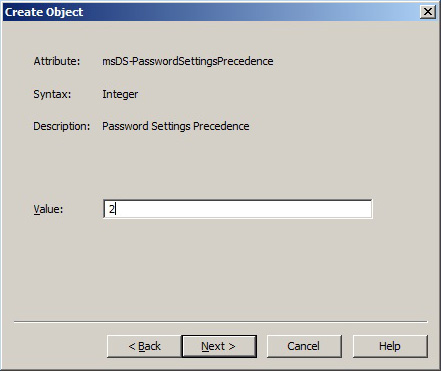 Create Object
Attribute: msDS-PasswordSettingsPrecedence
Syntax: Integer
Description: Password Settings Precedence
Value: 2
< Back Next > Cancel Help